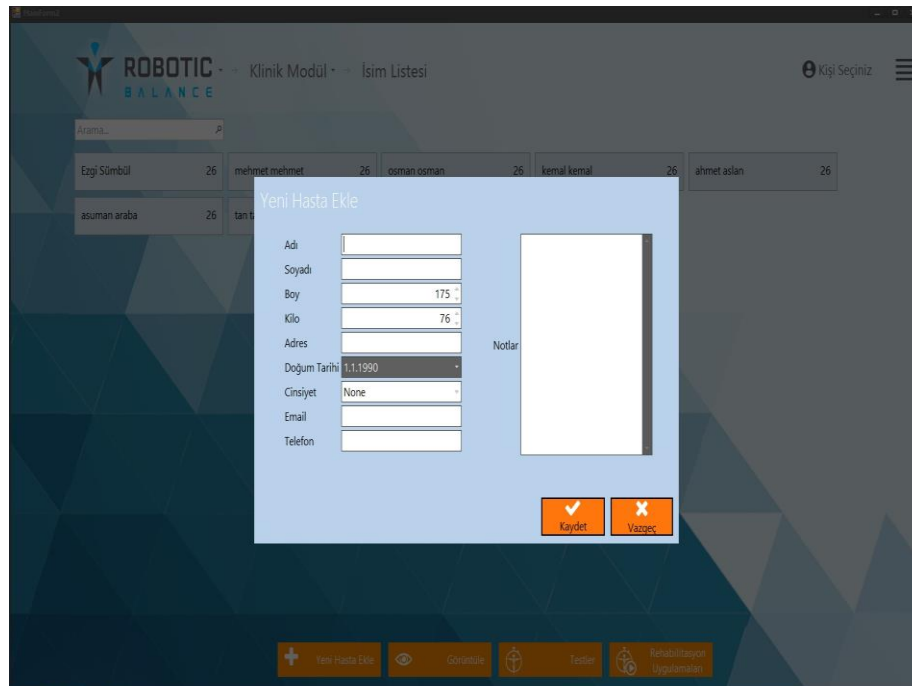 ROBOTIC
BALANCE
Klinik Modül
İsim Listesi
Kişi Seçiniz
Arama...
Ezgi Sümbül 26
mehmet mehmet 26
osman osman 26
kemal kemal 26
ahmet aslan 26
asuman araba 26
tan
Yeni Hasta Ekle
Adı
Soyadı
Boy 175
Kilo 76
Adres
Doğum Tarihi 1.1.1990
Cinsiyet None
Email
Telefon
Notlar
Kaydet
Vazgeç
Yeni Hasta Ekle
Görüntüle
Testler
Rehabilitasyon
Uygulamaları